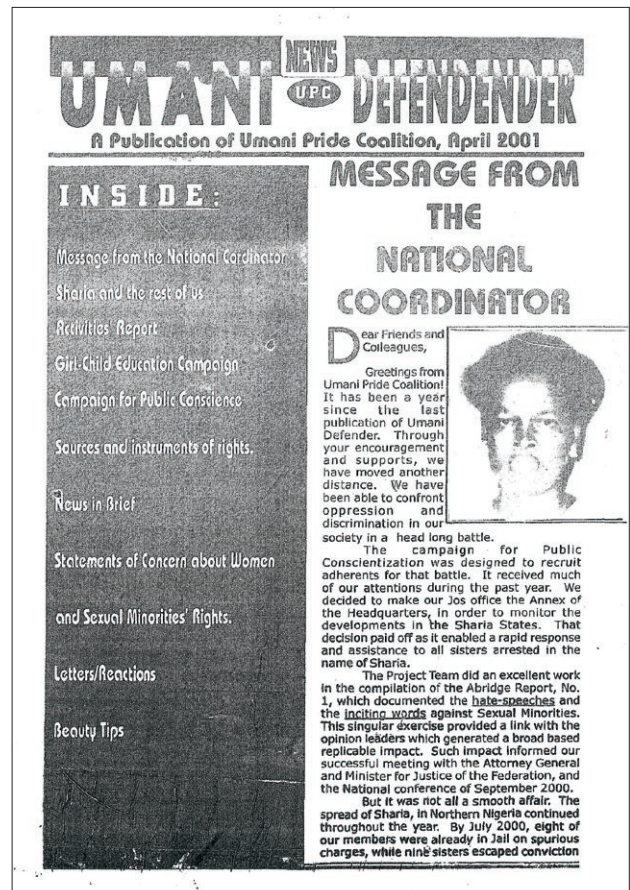 NEWS
UMANI UPC DEFENDENDER
A Publication of Umani Pride Coalition, April 2001
INSIDE:
Message from the National Cordinator
Sharia and the rest of us
Activities' Report
Girl-Child Education Campaign
Campaign for Public Conscience
Sources and instruments of rights.
News in Brief
Statements of Concern about Women
and Sexual Minorities' Rights.
Letters/Reactions
Beauty Tips
MESSAGE FROM
THE
NATIONAL
COORDINATOR
Dear Friends and
Colleagues,
Greetings from
Umani Pride Coalition!
It has been a year
since the last
publication of Umani
Defender. Through
your encouragement
and supports, we
have moved another
distance. We have
been able to confront
oppression and
discrimination in our
society in a head long battle.
The campaign for Public
Conscientization was designed to recruit
adherents for that battle. It received much
of our attentions during the past year. We
decided to make our Jos office the Annex of
the Headquarters, in order to monitor the
developments in the Sharia States. That
decision paid off as it enabled a rapid response
and assistance to all sisters arrested in the
name of Sharia.
The Project Team did an excellent work
in the compilation of the Abridge Report, No.
1, which documented the hate-speeches and
the inciting words against Sexual Minorities.
This singular exercise provided a link with the
opinion leaders which generated a broad based
replicable impact. Such impact informed our
successful meeting with the Attorney General
and Minister for Justice of the Federation, and
the National conference of September 2000.
But it was not all a smooth affair. The
spread of Sharia, in Northern Nigeria continued
throughout the year. By July 2000, eight of
our members were already in Jail on spurious
charges, while nine sisters escaped conviction